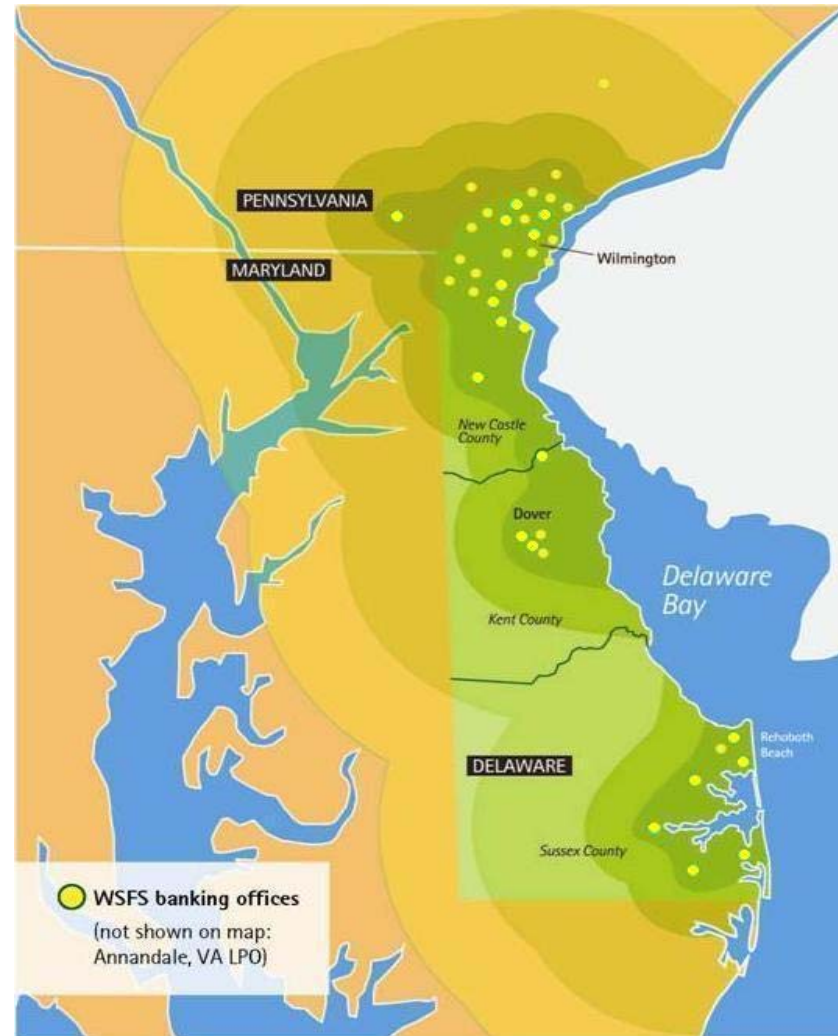 PENNSYLVANIA
MARYLAND
Wilmington
New Castle
County
Dover
Delaware
Bay
Kent County
Rehoboth
Beach
DELAWARE
Sussex County
WSFS banking offices
(not shown on map:
Annandale, VA LPO)